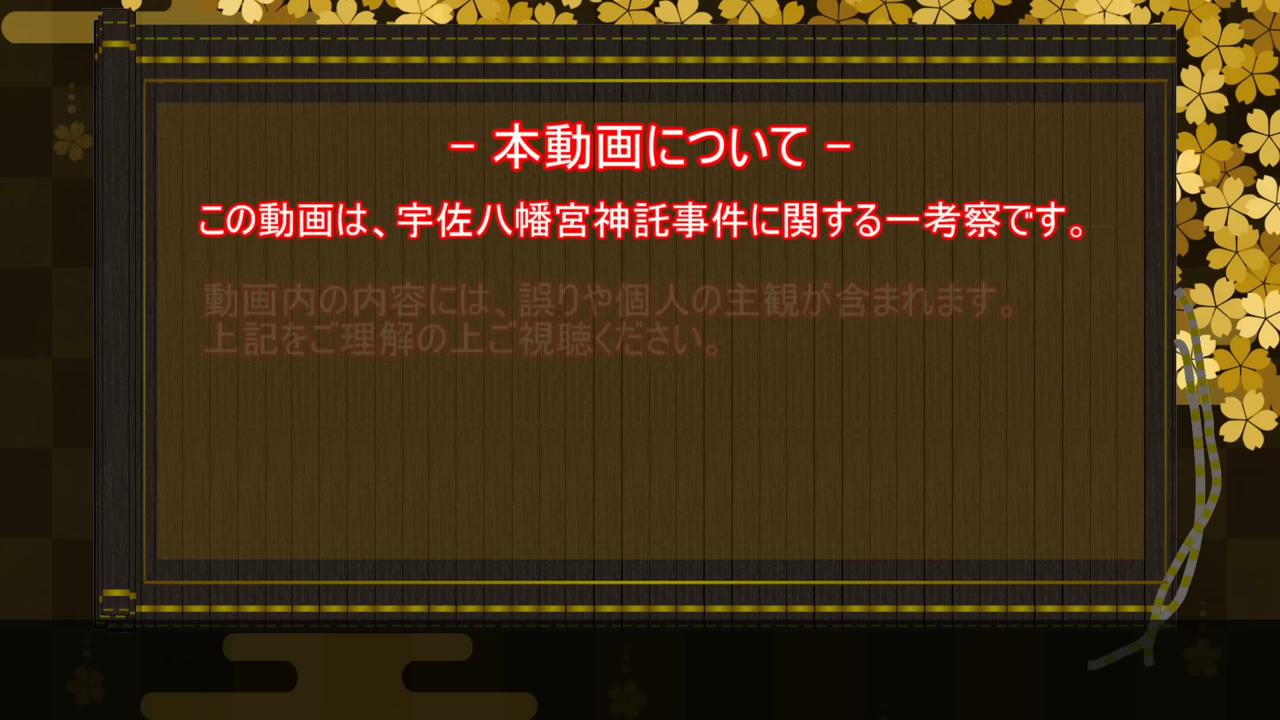 – 本動画について –
この動画は、宇佐八幡宮神託事件に関する一考察です。
動画内の内容には、誤りや個人の主観が含まれます。
上記をご理解の上ご視聴ください。